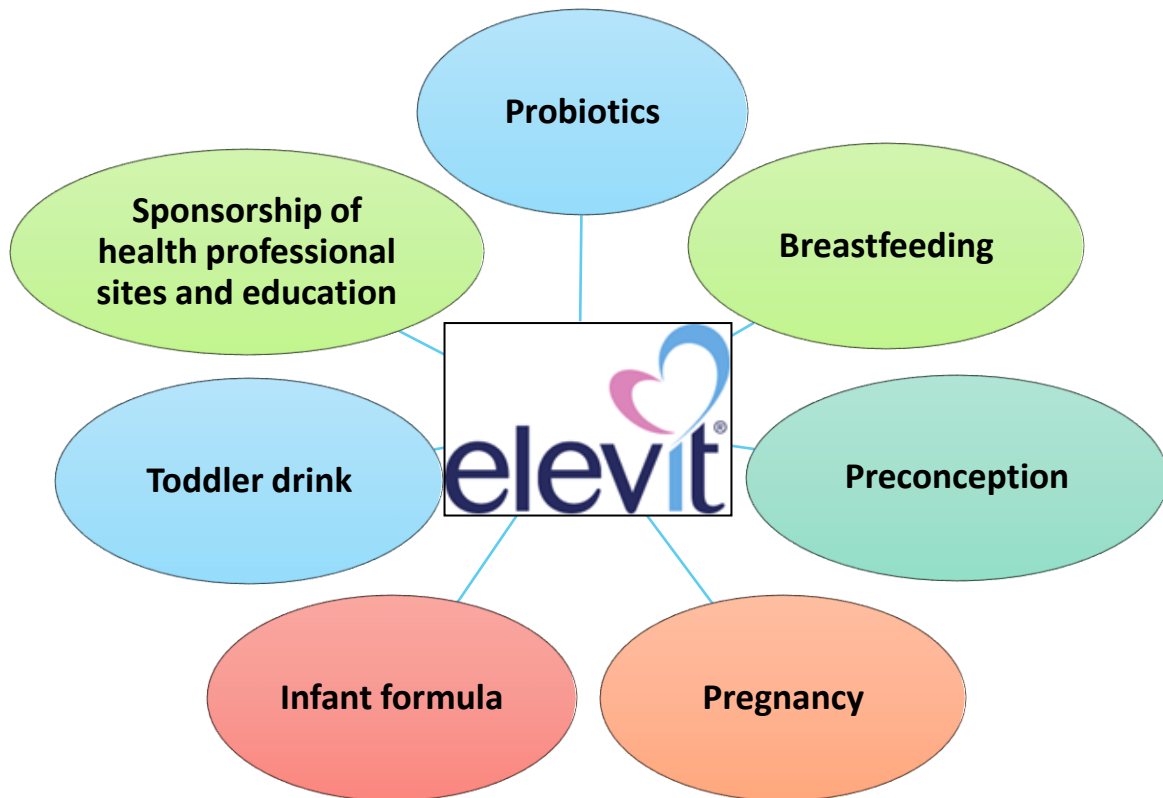 Probiotics
Sponsorship of
health professional
sites and education
Breastfeeding
elevit®
Toddler drink
Preconception
Infant formula
Pregnancy